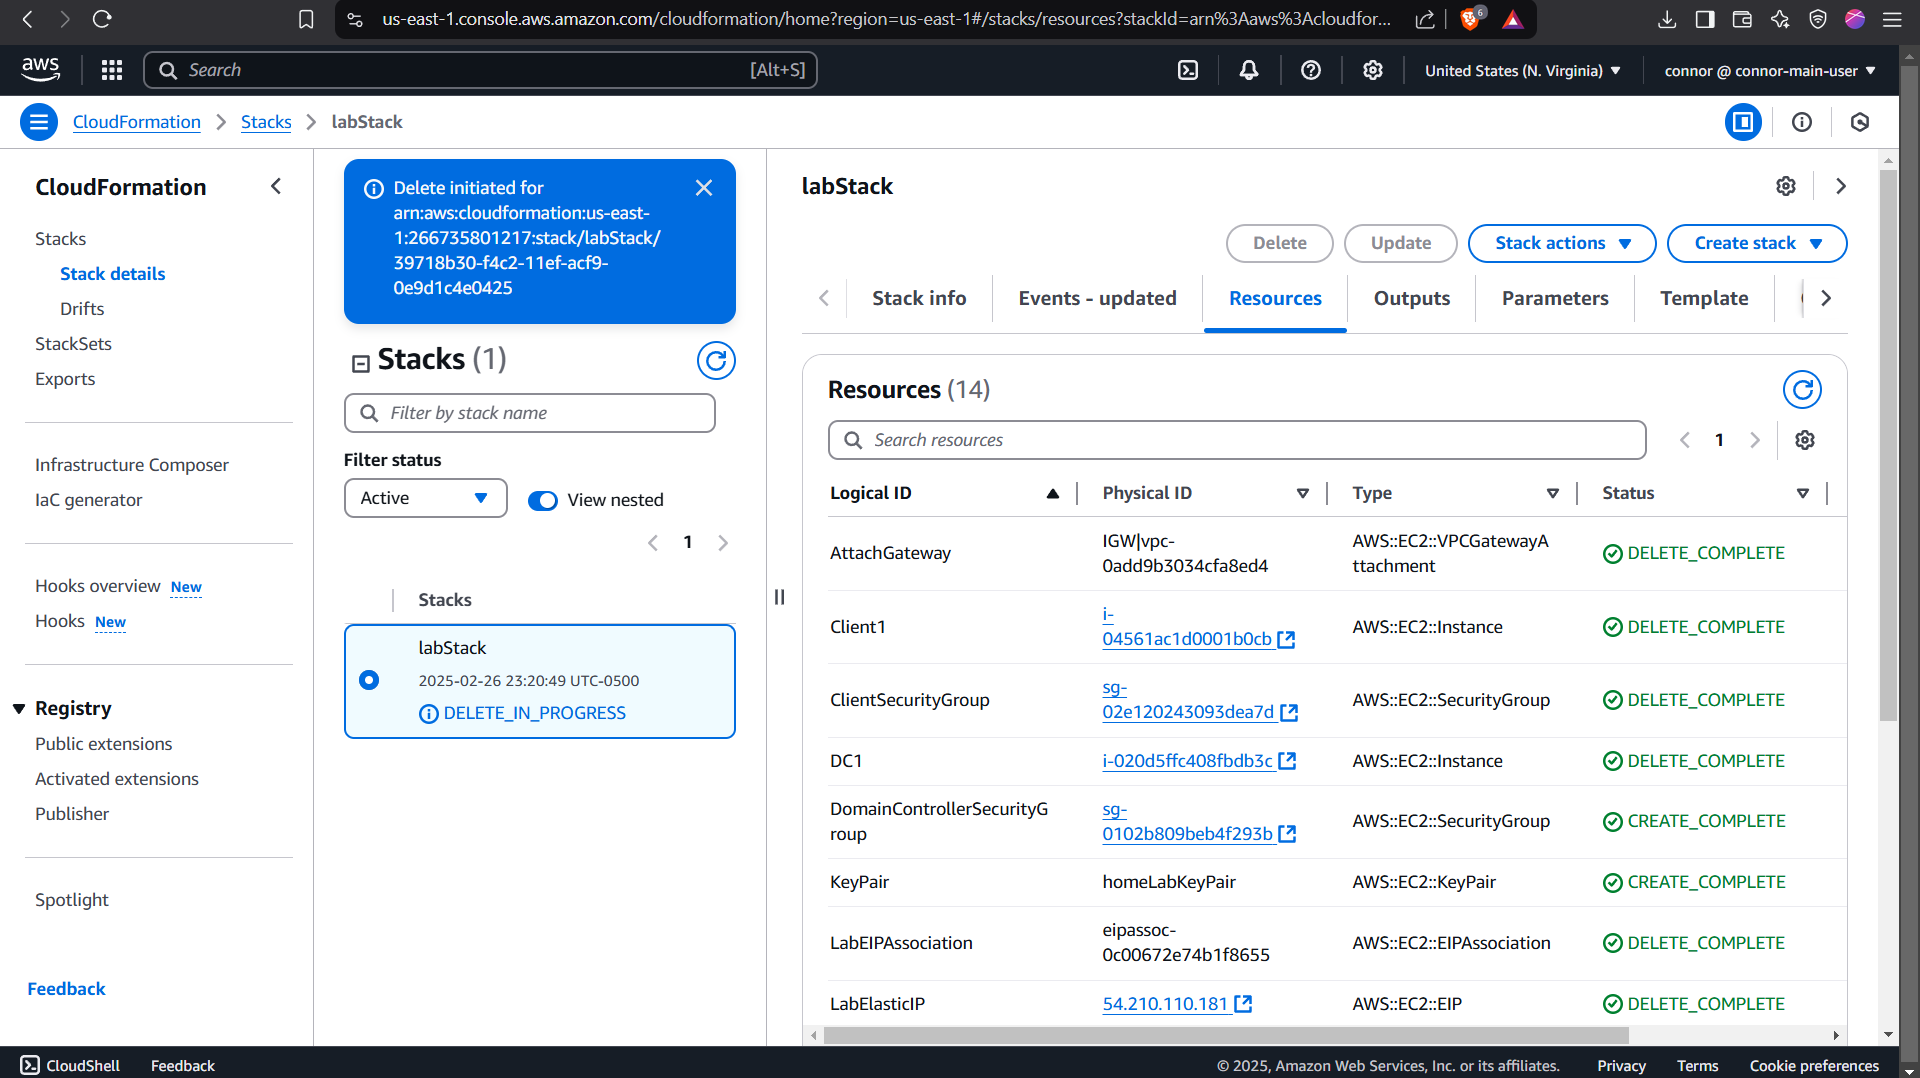 us-east-1.console.aws.amazon.com/cloudformation/home?region=us-east-1#/stacks/resources?stackId=arn%3Aaws%3Acloudfor...
6
aws
Search
[Alt+S]
United States (N. Virginia)
connor @ connor-main-user
CloudFormation
Stacks
labStack
CloudFormation
Stacks
Stack details
Drifts
StackSets
Exports
Infrastructure Composer
IaC generator
Hooks overview New
Hooks New
Registry
Public extensions
Activated extensions
Publisher
Spotlight
Feedback
Delete initiated for
arn:aws:cloudformation:us-east-
1:266735801217:stack/labStack/
39718b30-f4c2-11ef-acf9-
0e9d1c4e0425
Stacks (1)
Filter by stack name
Filter status
Active
View nested
1
Stacks
labStack
2025-02-26 23:20:49 UTC-0500
DELETE_IN_PROGRESS
labStack
Delete
Update
Stack actions
Create stack
Stack info
Events - updated
Resources
Outputs
Parameters
Template
Resources (14)
Search resources
1
Logical ID
Physical ID
Type
Status
AttachGateway
IGW|vpc-
0add9b3034cfa8ed4
AWS::EC2::VPCGatewayA
ttachment
DELETE_COMPLETE
Client1
i-
04561ac1d0001b0cb
AWS::EC2::Instance
DELETE_COMPLETE
ClientSecurityGroup
sg-
02e120243093dea7d
AWS::EC2::SecurityGroup
DELETE_COMPLETE
DC1
i-020d5ffc408fbdb3c
AWS::EC2::Instance
DELETE_COMPLETE
DomainControllerSecurityG
roup
sg-
0102b809beb4f293b
AWS::EC2::SecurityGroup
CREATE_COMPLETE
KeyPair
homeLabKeyPair
AWS::EC2::KeyPair
CREATE_COMPLETE
LabEIPAssociation
eipassoc-
0c00672e74b1f8655
AWS::EC2::EIPAssociation
DELETE_COMPLETE
LabElasticIP
54.210.110.181
AWS::EC2::EIP
DELETE_COMPLETE
CloudShell
Feedback
© 2025, Amazon Web Services, Inc. or its affiliates.
Privacy
Terms
Cookie preferences